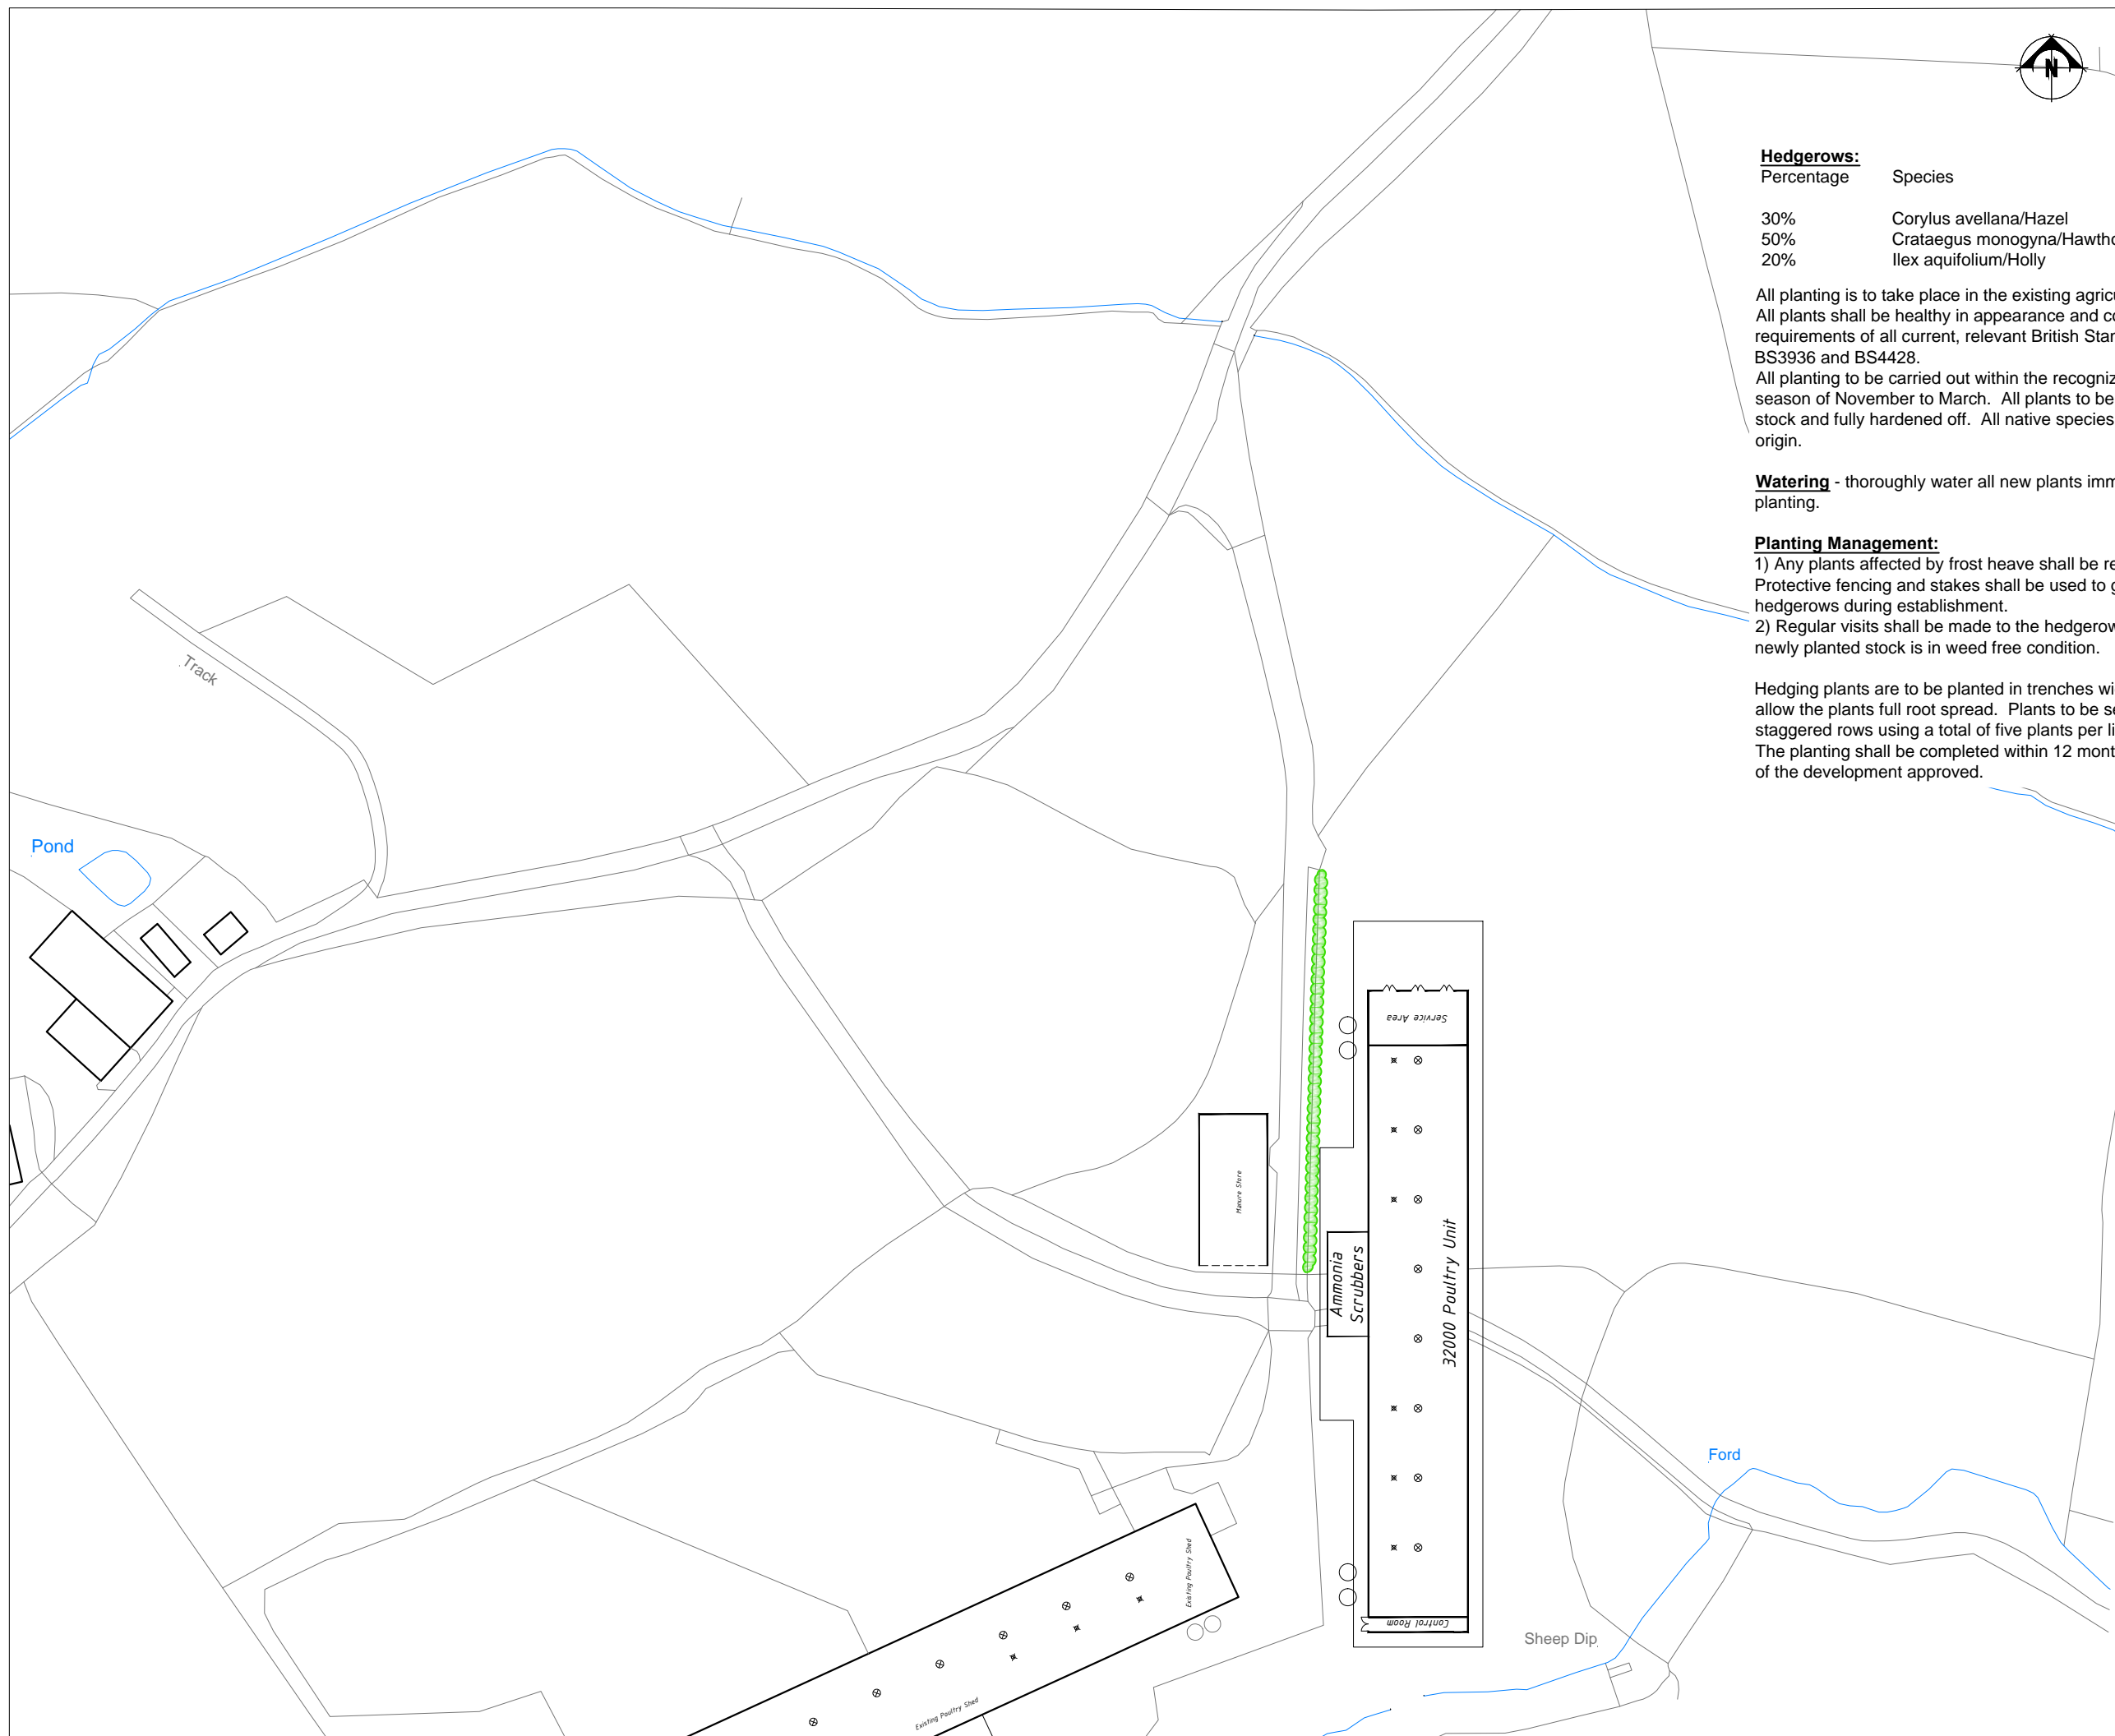 N
Hedgerows:
Percentage Species
30% Corylus avellana/Hazel
50% Crataegus monogyna/Hawtho
20% Ilex aquifolium/Holly
All planting is to take place in the existing
All plants shall be healthy in appearance and
requirements of all current, relevant British
BS3936 and BS4428.
All planting to be carried out within the
season of November to March. All plants to be
stock and fully hardened off. All native species
origin.
Watering - thoroughly water all new plants
planting.
Planting Management:
1) Any plants affected by frost heave shall be
Protective fencing and stakes shall be used to
hedgerows during establishment.
2) Regular visits shall be made to the
newly planted stock is in weed free condition.
Hedging plants are to be planted in trenches
allow the plants full root spread. Plants to be
staggered rows using a total of five plants per
The planting shall be completed within 12
of the development approved.
Track
Pond
Service Area
Manure Store
Ammonia
Scrubbers
32000 Poultry Unit
Ford
Existing Poultry Shed
Control Room
Sheep Dip
Existing Poultry Shed